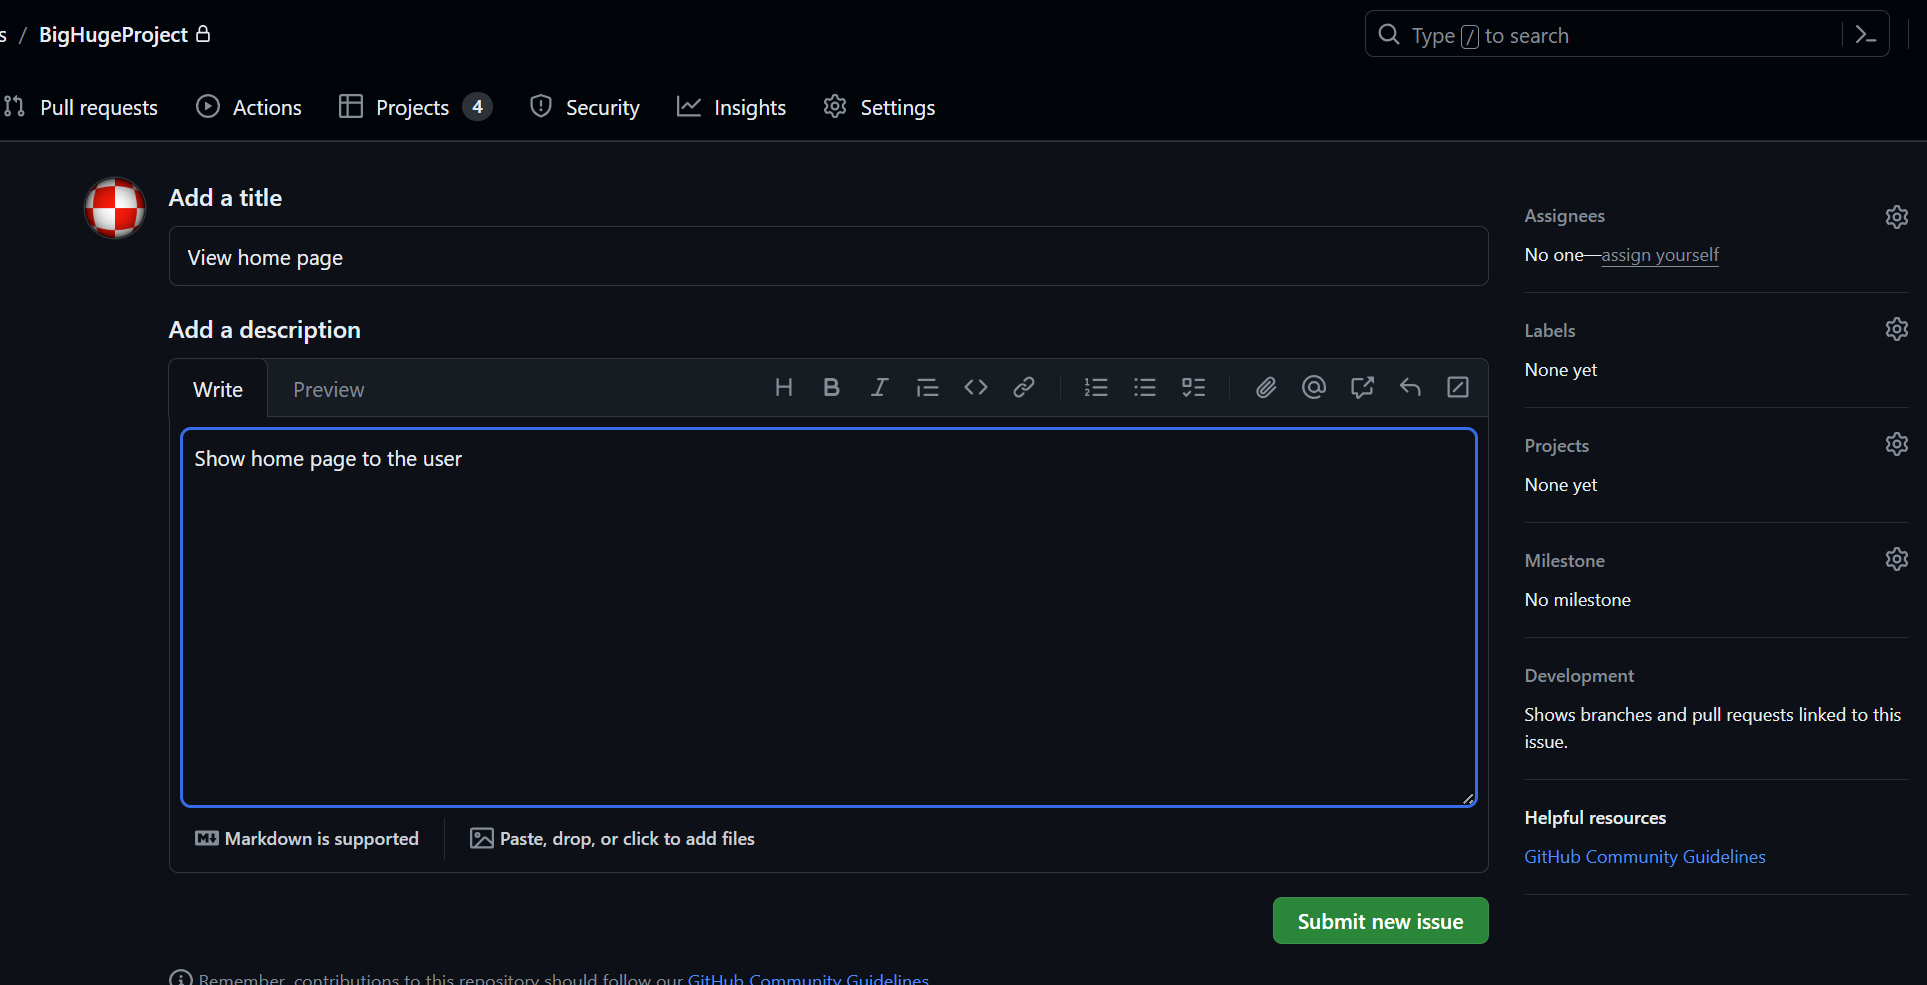 s / BigHugeProject
Type / to search
Pull requests Actions Projects 4 Security Insights Settings
Add a title
View home page
Add a description
Write Preview H B I
Show home page to the user
Markdown is supported Paste, drop, or click to add files
Submit new issue
Remember, contributions to this repository should follow our GitHub Community Guidelines
Assignees
No one—assign yourself
Labels
None yet
Projects
None yet
Milestone
No milestone
Development
Shows branches and pull requests linked to this
issue.
Helpful resources
GitHub Community Guidelines